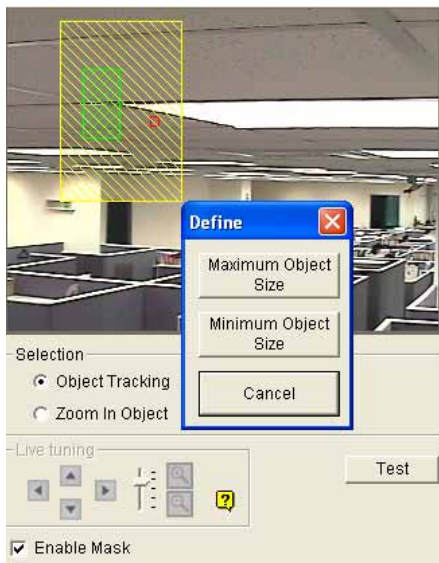 Define
Maximum Object
Size
Minimum Object
Size
Cancel
Selection
Object Tracking
Zoom In Object
Live tuning
?
Test
Enable Mask